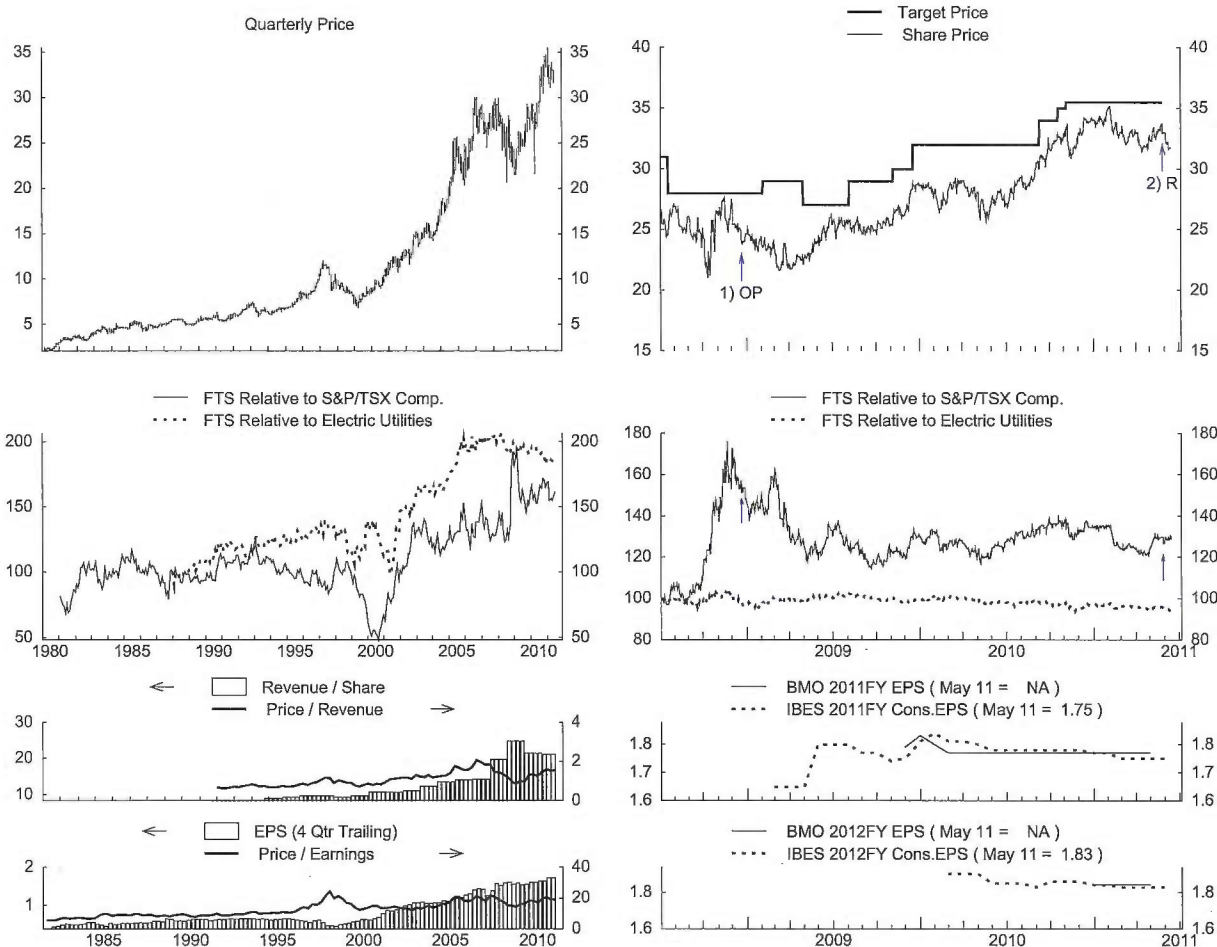 Quarterly Price
35 35
30 30
25 25
20 20
15 15
10 10
5 5
Target Price
Share Price
40 40
35 35
30 30
25 25
20 20
15 15
1) OP
2) R
FTS Relative to S&P/TSX Comp.
FTS Relative to Electric Utilities
200 200
150 150
100 100
50 50
1980 1985 1990 1995 2000 2005 2010
FTS Relative to S&P/TSX Comp.
FTS Relative to Electric Utilities
180 180
160 160
140 140
120 120
100 100
80 80
2009 2010 2011
Revenue / Share
Price / Revenue
30 4
20 2
10 0
EPS (4 Qtr Trailing)
Price / Earnings
2 40
1 20
0
1985 1990 1995 2000 2005 2010
BMO 2011FY EPS ( May 11 = NA)
IBES 2011FY Cons.EPS ( May 11 = 1.75 )
1.8 1.8
1.7 1.7
1.6 1.6
BMO 2012FY EPS ( May 11 = NA)
IBES 2012FY Cons.EPS ( May 11 = 1.83 )
1.8 1.8
1.6 1.6
2009 2010 2011